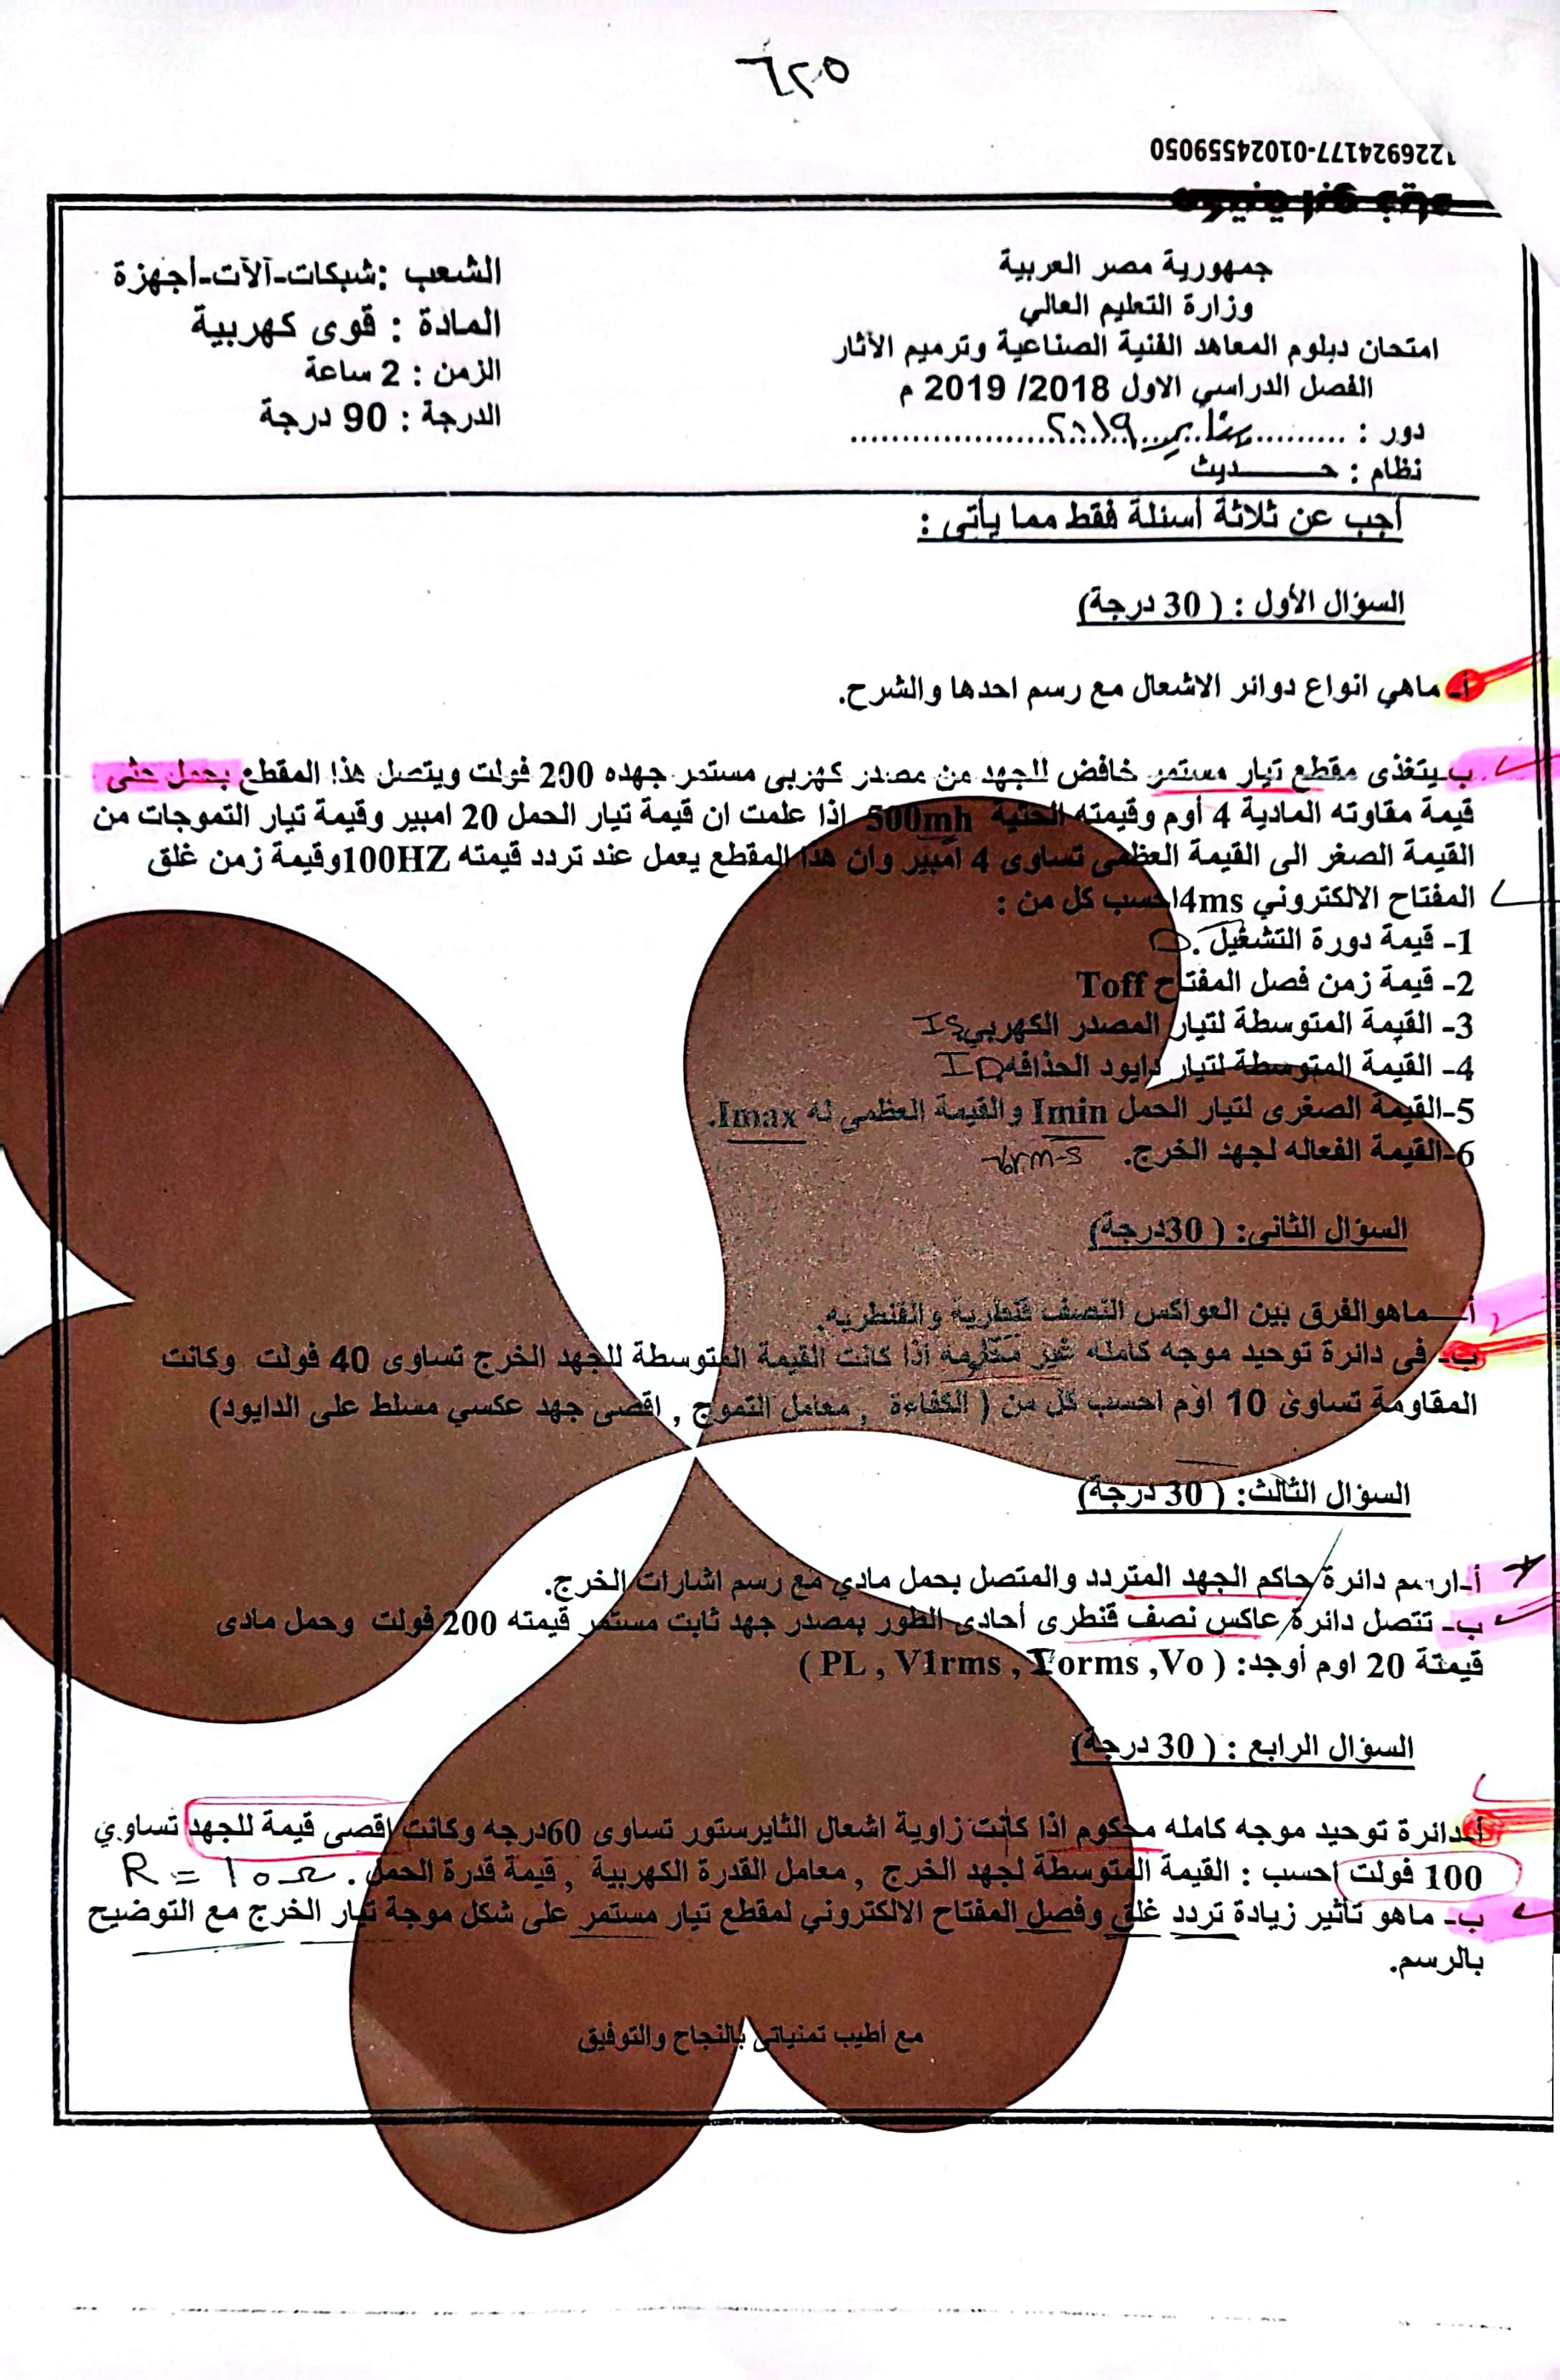 ٦٢٥
1226924177-01024559050
جمهورية مصر العربية
وزارة التعليم العالي
امتحان دبلوم المعاهد الفنية الصناعية وترميم الآثار
الفصل الدراسي الاول 2018/ 2019 م
دور : ......... يناير ٢٠١٩ .........
نظام : حـــــديث
الشعب :شبكات-آلآت-أجهزة
المادة : قوى كهربية
الزمن : 2 ساعة
الدرجة : 90 درجة
أجب عن ثلاثة أسئلة فقط مما يأتى :
السؤال الأول : ( 30 درجة)
أ- ماهي انواع دوائر الاشعال مع رسم احدها والشرح.
ب- يتغذى مقطع تيار مستمر خافض للجهد من مصدر كهربى مستمر جهده 200 فولت ويتصل هذا المقطع بحمل حثى
قيمة مقاوته المادية 4 أوم وقيمته الحثية 500mh إذا علمت ان قيمة تيار الحمل 20 امبير وقيمة تيار التموجات من
القيمة الصغر الى القيمة العظمى تساوى 4 أمبير وان هذا المقطع يعمل عند تردد قيمته 100HZ وقيمة زمن غلق
المفتاح الالكتروني 4ms احسب كل من :
1- قيمة دورة التشغيل. D
2- قيمة زمن فصل المفتاح Toff
3- القيمة المتوسطة لتيار المصدر الكهربي Is
4- القيمة المتوسطة لتيار دايود الحذافه ID
5-القيمة الصغرى لتيار الحمل Imin والقيمة العظمى له Imax.
6-القيمة الفعاله لجهد الخرج. Vrm-s
السؤال الثانى: ( 30درجة)
أ- ماهوالفرق بين العواكس النصف قنطرية والقنطريه.
ب- فى دائرة توحيد موجه كامله غير محكومه اذا كانت القيمة المتوسطة للجهد الخرج تساوى 40 فولت وكانت
المقاومة تساوى 10 اوم احسب كل من ( الكفاءة , معامل التموج , اقصى جهد عكسي مسلط على الدايود)
السؤال الثالث: ( 30 درجة)
أ-ارسم دائرة حاكم الجهد المتردد والمتصل بحمل مادي مع رسم اشارات الخرج.
ب- تتصل دائرة عاكس نصف قنطرى أحادى الطور بمصدر جهد ثابت مستمر قيمته 200 فولت وحمل مادى
قيمتة 20 اوم أوجد: ( PL , V1rms , Iorms ,Vo )
السؤال الرابع : ( 30 درجة)
أ-دائرة توحيد موجه كامله محكوم اذا كانت زاوية اشعال الثايرستور تساوى 60درجه وكانت اقصى قيمة للجهد تساوي
100 فولت احسب : القيمة المتوسطة لجهد الخرج , معامل القدرة الكهربية , قيمة قدرة الحمل . R = 10 Ω
ب- ماهو تأثير زيادة تردد غلق وفصل المفتاح الالكتروني لمقطع تيار مستمر على شكل موجة تيار الخرج مع التوضيح
بالرسم.
مع أطيب تمنياتى بالنجاح والتوفيق